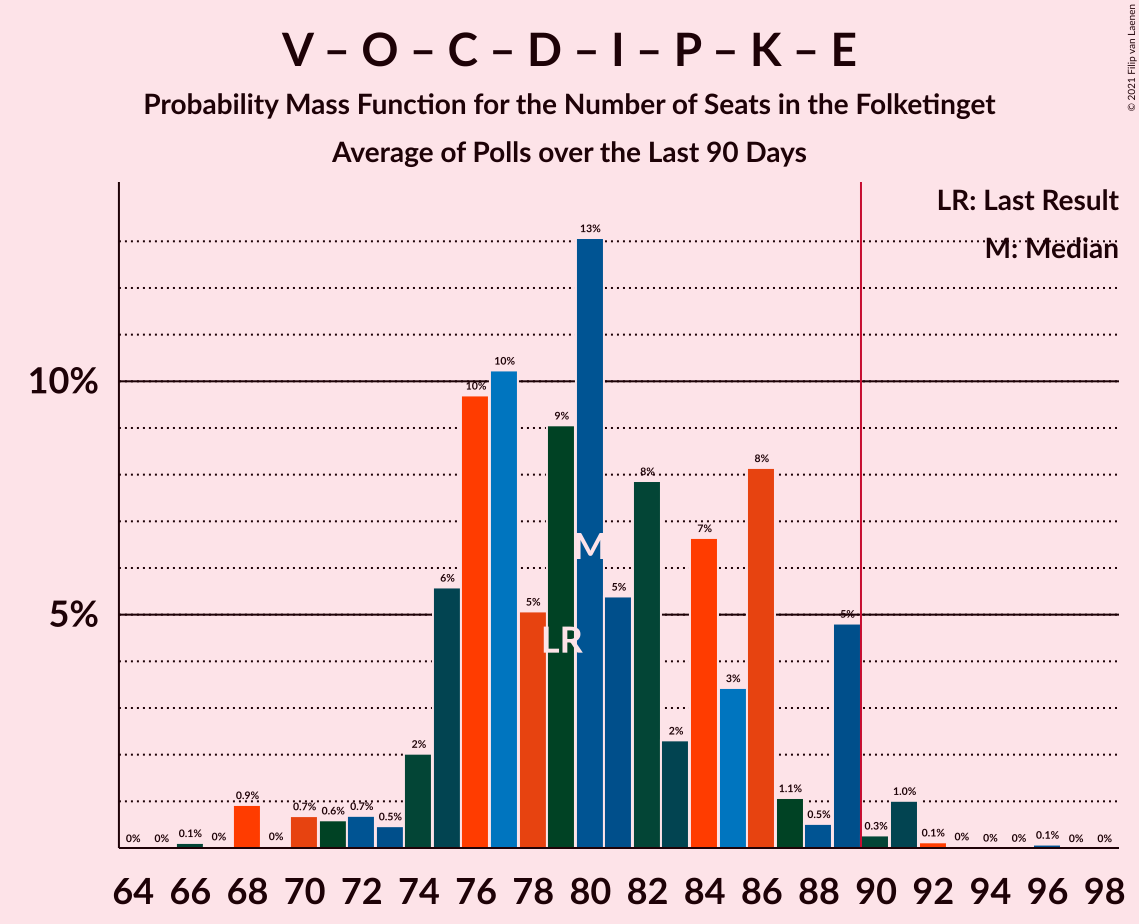 V – O – C – D – I – P – K – E
Probability Mass Function for the Number of Seats in the Folketinget
Average of Polls over the Last 90 Days
© 2021 Filip van Laenen
LR: Last Result
M: Median
10%
5%
0% 0% 0.1% 0% 0.9% 0% 0.7% 0.6% 0.7% 0.5% 2% 6% 10% 10% 5% 9% 13% 5% 8% 2% 7% 3% 8% 1.1% 0.5% 5% 0.3% 1.0% 0.1% 0% 0% 0% 0.1% 0% 0%
M
LR
64 66 68 70 72 74 76 78 80 82 84 86 88 90 92 94 96 98